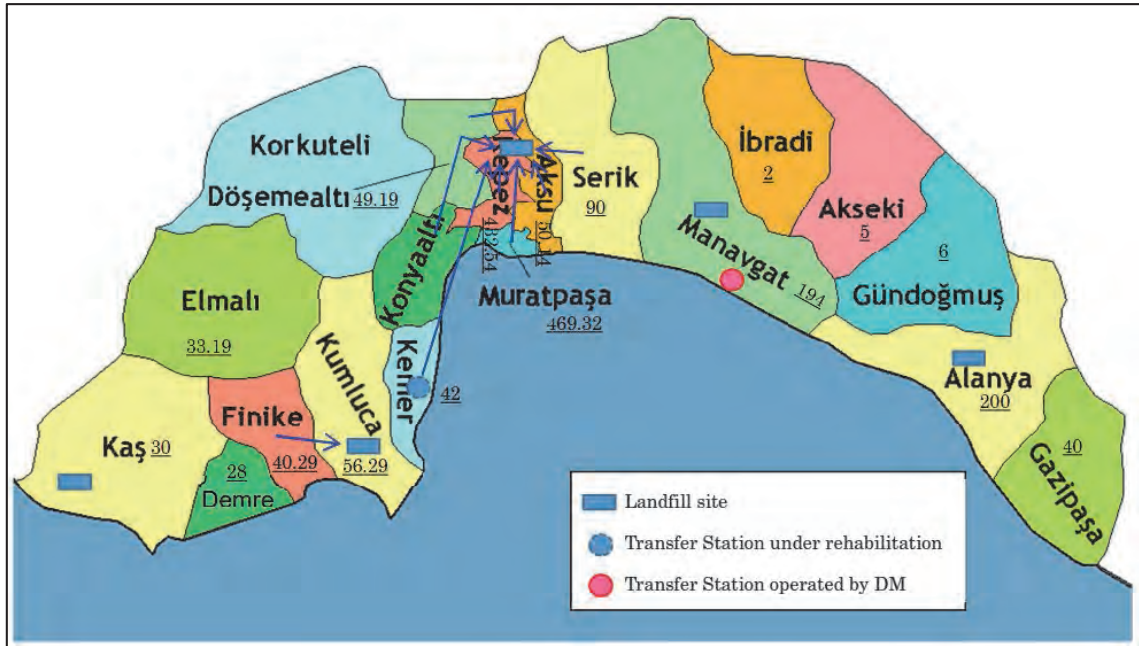 Korkuteli
Döşemealtı
49.19
Kepez
Aksu
Serik
90
İbradi
2
Akseki
5
Manavgat
194
6
Gündoğmuş
Elmalı
33.19
Konyaaltı
Muratpaşa
469.32
Kumluca
56.29
Kemer
42
Finike
40.29
Kaş 30
28
Demre
Alanya
200
40
Gazipaşa
Landfill site
Transfer Station under rehabilitation
Transfer Station operated by DM